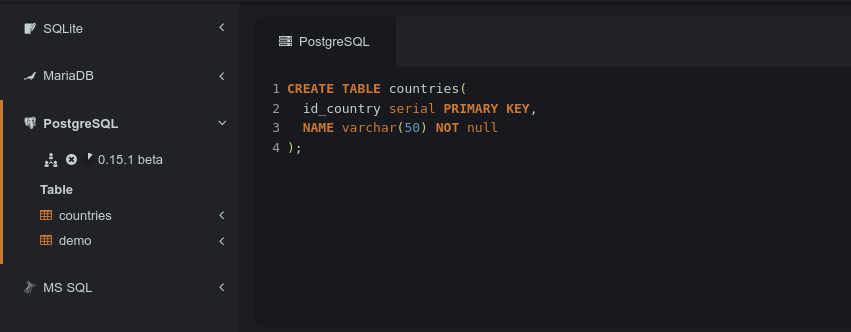 SQLite
MariaDB
PostgreSQL
0.15.1 beta
Table
countries
demo
MS SQL
PostgreSQL
1 CREATE TABLE countries(
2   id_country serial PRIMARY KEY,
3   NAME varchar(50) NOT null
4 );